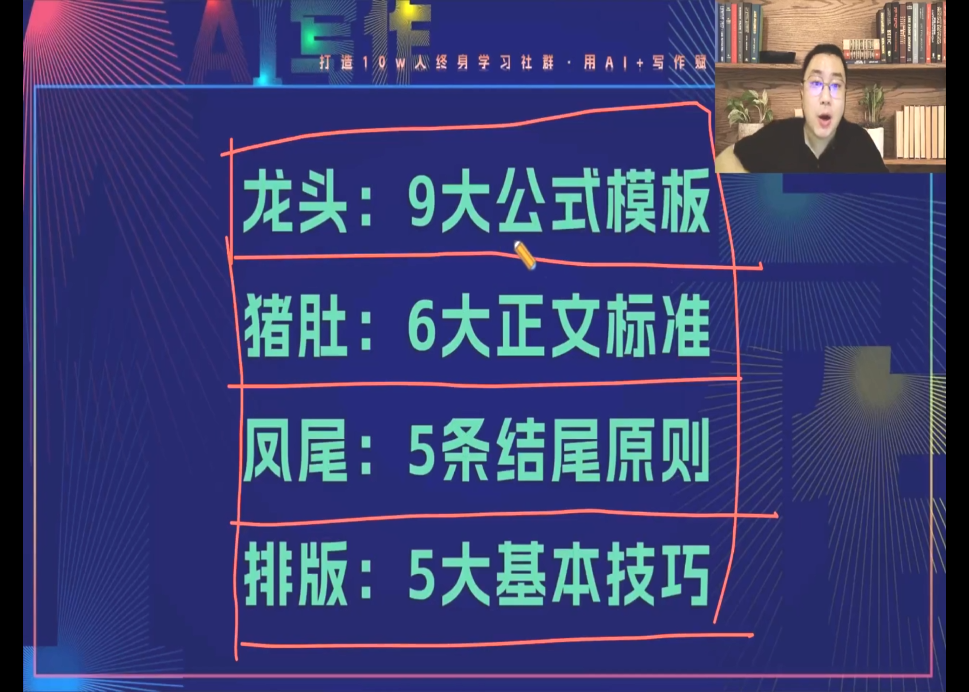 AI写作
打造10w人终身学习社群·用AI+写作赋
龙头：9大公式模板
猪肚：6大正文标准
凤尾：5条结尾原则
排版：5大基本技巧